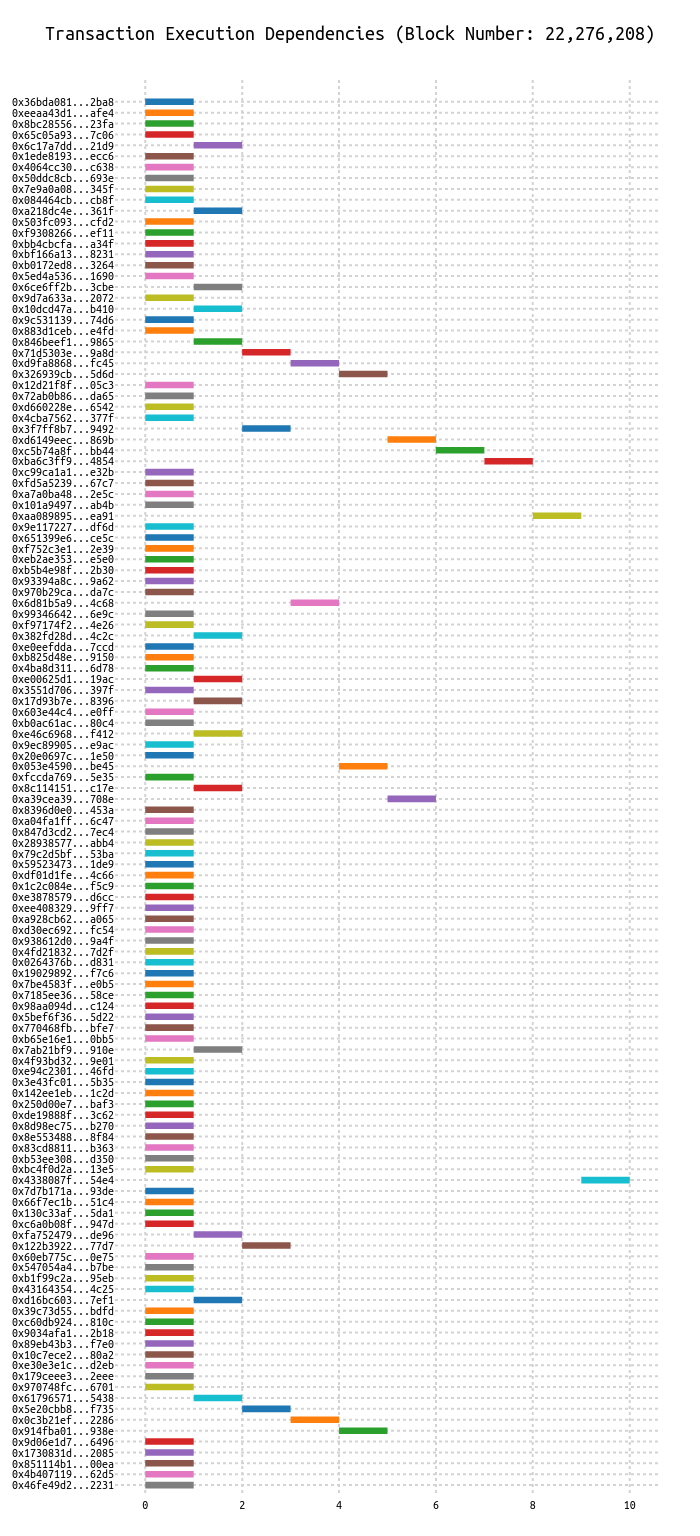 Transaction Execution Dependencies (Block Number: 22,276,208)
0x36bda081...2ba8
0xeeaa43d1...afe4
0x8bc28556...23fa
0x65c05a93...7c06
0x6c17a7dd...21d9
0x1ede8193...ecc6
0x4064cc30...c638
0x50ddc8cb...693e
0x7e9a0a08...345f
0x084464cb...cb8f
0xa218dc4e...361f
0x503fc093...cfd2
0xf9308266...ef11
0xbb4cbcfa...a34f
0xbf166a13...8231
0xb0172ed8...3264
0x5ed4a536...1690
0x6ce6ff2b...3cbe
0x9d7a633a...2072
0x10dcd47a...b410
0x9c531139...74d6
0x883d1ceb...e4fd
0x846beef1...9865
0x71d5303e...9a8d
0xd9fa8868...fc45
0x326939cb...5d6d
0x12d21f8f...05c3
0x72ab0b86...da65
0xd660228e...6542
0x4cba7562...377f
0x3f7ff8b7...9492
0xd6149eec...869b
0xc5b74a8f...bb44
0xba6c3ff9...4854
0xc99ca1a1...e32b
0xfd5a5239...67c7
0xa7a0ba48...2e5c
0x101a9497...ab4b
0xaa089895...ea91
0x9e117227...df6d
0x651399e6...ce5c
0xf752c3e1...2e39
0xeb2ae353...e5e0
0xb5b4e98f...2b30
0x93394a8c...9a62
0x970b29ca...da7c
0x6d81b5a9...4c68
0x99346642...6e9c
0xf97174f2...4e26
0x382fd28d...4c2c
0xe0eefdda...7ccd
0xb825d48e...9150
0x4ba8d311...6d78
0xe00625d1...19ac
0x3551d706...397f
0x17d93b7e...8396
0x603e44c4...e0ff
0xb0ac61ac...80c4
0xe46c6968...f412
0x9ec89905...e9ac
0x20e0697c...1e50
0x053e4590...be45
0xfccda769...5e35
0x8c114151...c17e
0xa39cea39...708e
0x8396d0e0...453a
0xa04fa1ff...6c47
0x847d3cd2...7ec4
0x28938577...abb4
0x79c2d5bf...53ba
0x59523473...1de9
0xdf01d1fe...4c66
0x1c2c084e...f5c9
0xe3878579...d6cc
0xee408329...9ff7
0xa928cb62...a065
0xd30ec692...fc54
0x938612d0...9a4f
0x4fd21832...7d2f
0x0264376b...d831
0x19029892...f7c6
0x7be4583f...e0b5
0x7185ee36...58ce
0x98aa094d...c124
0x5bef6f36...5d22
0x770468fb...bfe7
0xb65e16e1...0bb5
0x7ab21bf9...910e
0x4f93bd32...9e01
0xe94c2301...46fd
0x3e43fc01...5b35
0x142ee1eb...1c2d
0x250d00e7...baf3
0xde19888f...3c62
0x8d98ec75...b270
0x8e553488...8f84
0x83cd8811...b363
0xb53ee308...d350
0xbc4f0d2a...13e5
0x4338087f...54e4
0x7d7b171a...93de
0x66f7ec1b...51c4
0x130c33af...5da1
0xc6a0b08f...947d
0xfa752479...de96
0x122b3922...77d7
0x60eb775c...0e75
0x547054a4...b7be
0xb1f99c2a...95eb
0x43164354...4c25
0xd16bc603...7ef1
0x39c73d55...bdfd
0xc60db924...810c
0x9034afa1...2b18
0x89eb43b3...f7e0
0x10c7ece2...80a2
0xe30e3e1c...d2eb
0x179ceee3...2eee
0x970748fc...6701
0x61796571...5438
0x5e20cbb8...f735
0x0c3b21ef...2286
0x914fba01...938e
0x9d06e1d7...6496
0x1730831d...2085
0x851114b1...00ea
0x4b407119...62d5
0x46fe49d2...2231
0 2 4 6 8 10